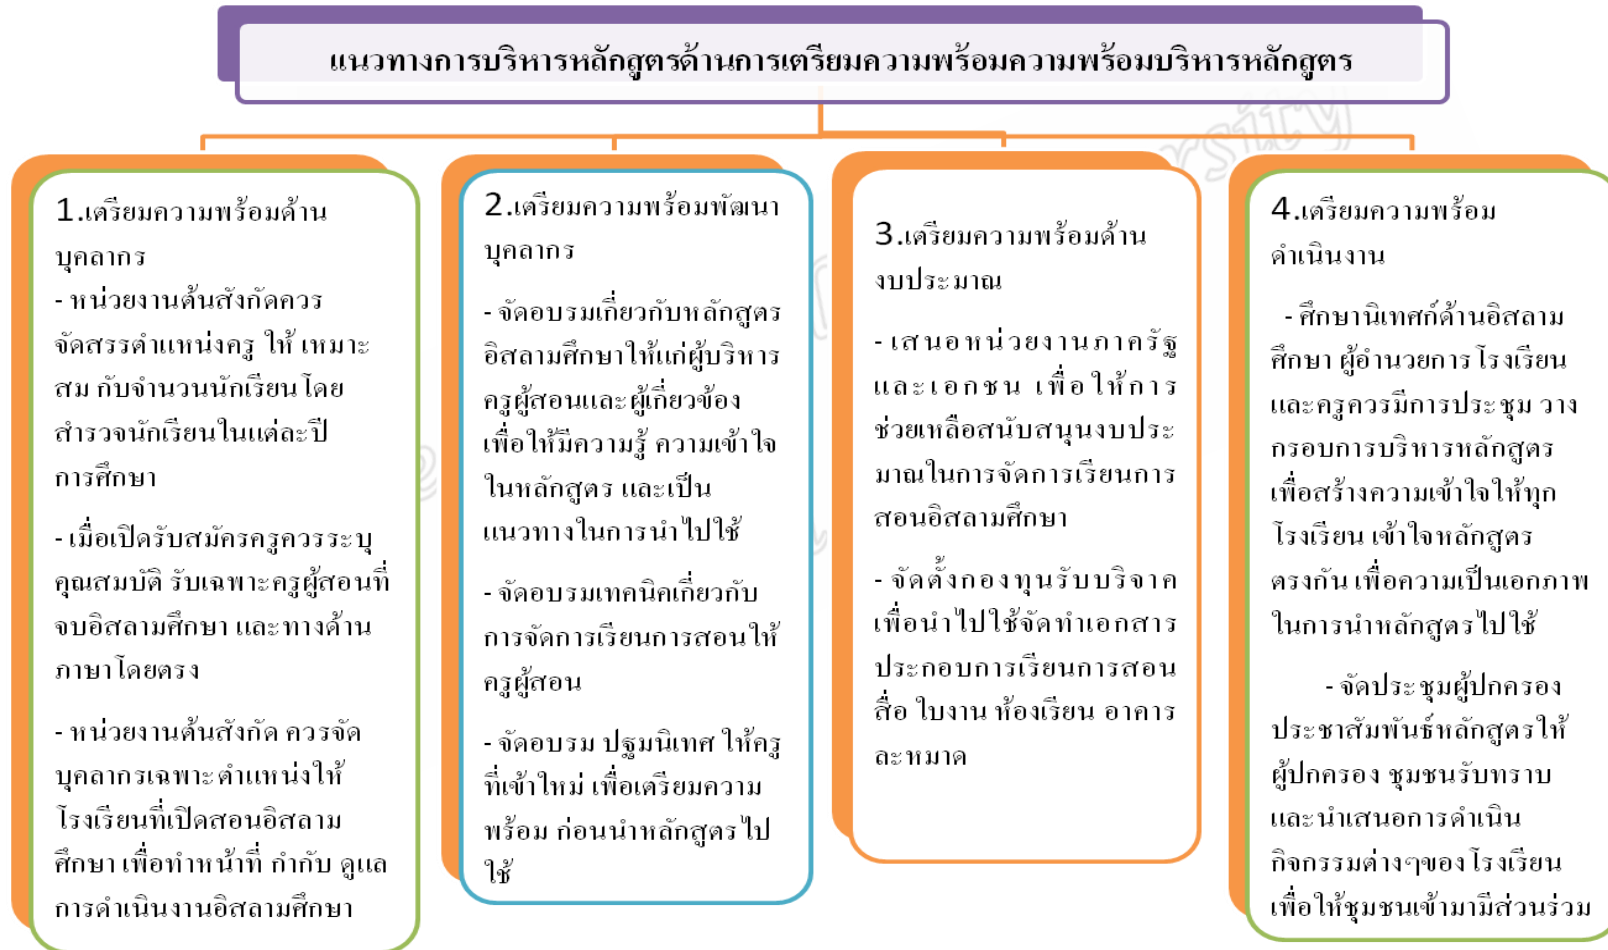 แนวทางการบริหารหลักสูตรด้านการเตรียมความพร้อมความพร้อมบริหารหลักสูตร
1.เตรียมความพร้อมด้าน
บุคลากร
- หน่วยงานต้นสังกัดควร
จัดสรรตำแหน่งครู ให้ เหมาะ
สม กับจำนวนนักเรียนโดย
สำรวจนักเรียนในแต่ละปี
การศึกษา
- เมื่อเปิดรับสมัครครูควรระบุ
คุณสมบัติ รับเฉพาะครูผู้สอนที่
จบอิสลามศึกษา และทางด้าน
ภาษาโดยตรง
- หน่วยงานต้นสังกัด ควรจัด
บุคลากรเฉพาะตำแหน่งให้
โรงเรียนที่เปิดสอนอิสลาม
ศึกษา เพื่อทำหน้าที่ กำกับ ดูแล
การดำเนินงานอิสลามศึกษา
2.เตรียมความพร้อมพัฒนา
บุคลากร
- จัดอบรมเกี่ยวกับหลักสูตร
อิสลามศึกษาให้แก่ผู้บริหาร
ครูผู้สอนและผู้เกี่ยวข้อง
เพื่อให้มีความรู้ ความเข้าใจ
ในหลักสูตร และเป็น
แนวทางในการนำไปใช้
- จัดอบรมเทคนิคเกี่ยวกับ
การจัดการเรียนการสอนให้
ครูผู้สอน
- จัดอบรม ปฐมนิเทศ ให้ครู
ที่เข้าใหม่ เพื่อเตรียมความ
พร้อม ก่อนนำหลักสูตรไป
ใช้
3.เตรียมความพร้อมด้าน
งบประมาณ
- เสนอหน่วยงานภาครัฐ
และเอกชน เพื่อให้การ
ช่วยเหลือสนับสนุนงบประ
มาณในการจัดการเรียนการ
สอนอิสลามศึกษา
- จัดตั้งกองทุนรับบริจาค
เพื่อนำไปใช้จัดทำเอกสาร
ประกอบการเรียนการสอน
สื่อ ใบงาน ห้องเรียน อาคาร
ละหมาด
4.เตรียมความพร้อม
ดำเนินงาน
- ศึกษานิเทศก์ด้านอิสลาม
ศึกษา ผู้อำนวยการโรงเรียน
และครูควรมีการประชุม วาง
กรอบการบริหารหลักสูตร
เพื่อสร้างความเข้าใจให้ทุก
โรงเรียน เข้าใจหลักสูตร
ตรงกัน เพื่อความเป็นเอกภาพ
ในการนำหลักสูตรไปใช้
- จัดประชุมผู้ปกครอง
ประชาสัมพันธ์หลักสูตรให้
ผู้ปกครอง ชุมชนรับทราบ
และนำเสนอการดำเนิน
กิจกรรมต่างๆของโรงเรียน
เพื่อให้ชุมชนเข้ามามีส่วนร่วม
rsity